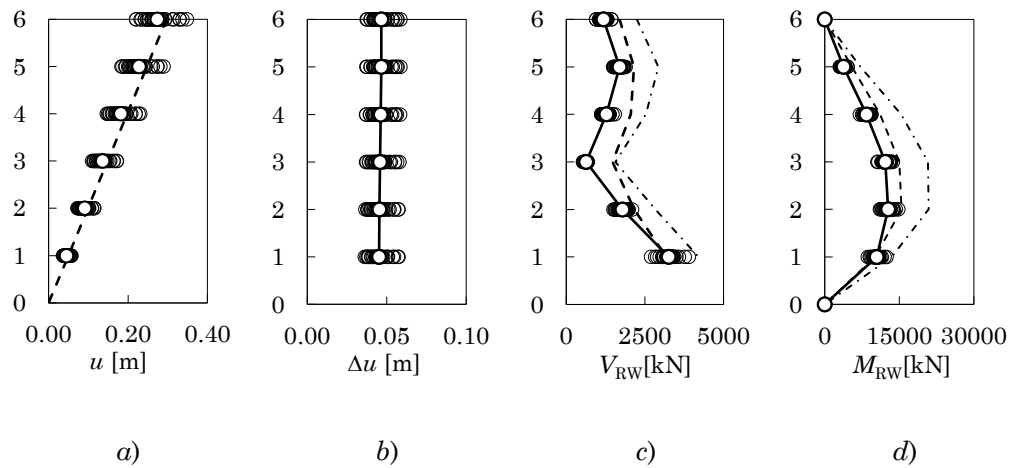 6 6 6 6
5 5 5 5
4 4 4 4
3 3 3 3
2 2 2 2
1 1 1 1
0 0 0 0
0.00 0.20 0.40 0.00 0.05 0.10 0 2500 5000 0 15000 30000
u [m] Δu [m] V_RW[kN] M_RW[kN]
a) b) c) d)